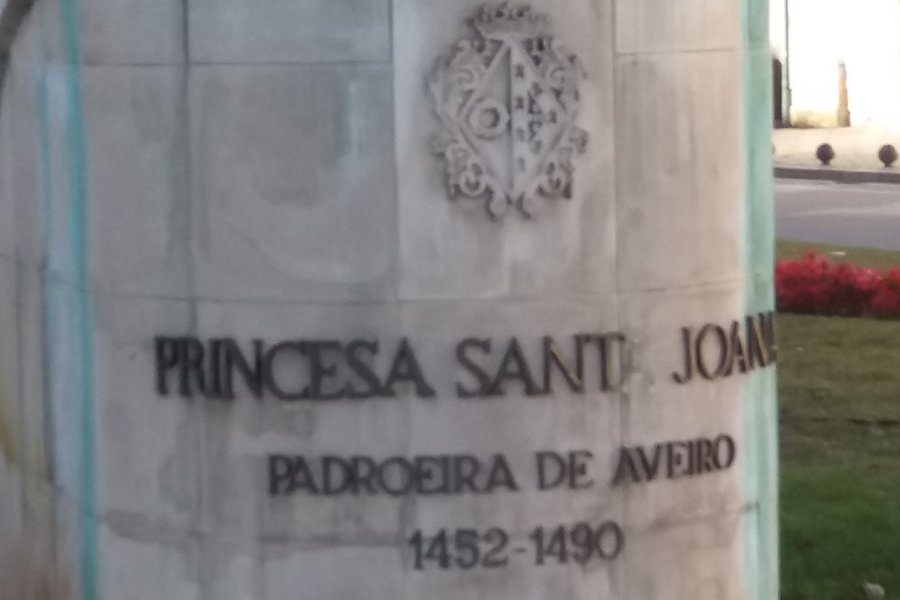 PRINCESA SANT JOANA
PADROEIRA DE AVEIRO
1452-1490